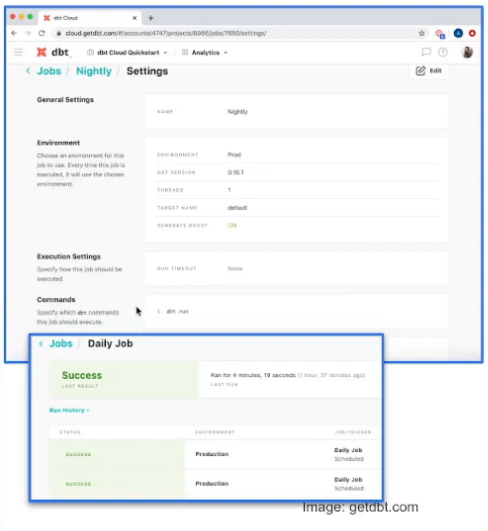 dbt Cloud
cloud.getdbt.com/#/accounts/4747/projects/6966/jobs/7650/settings/
dbt
dbt Cloud Quickstart
Analytics
Jobs / Nightly / Settings
Edit
General Settings
NAME Nightly
Environment
Choose an environment for this
job to use. Every time this job is
executed, it will use the chosen
environment.
ENVIRONMENT Prod
DBT VERSION 0.16.1
THREADS 1
TARGET NAME default
GENERATE DOCS? ON
Execution Settings
Specify how this job should be
executed.
RUN TIMEOUT None
Commands
Specify which dbt commands
this job should execute.
1 dbt run
Jobs / Daily Job
Success
LAST RESULT
Ran for 4 minutes, 19 seconds (1 hour, 37 minutes ago)
LAST RUN
Run History
STATUS ENVIRONMENT JOB/TRIGGER
SUCCESS Production Daily Job
Scheduled
SUCCESS Production Daily Job
Scheduled
Image: getdbt.com